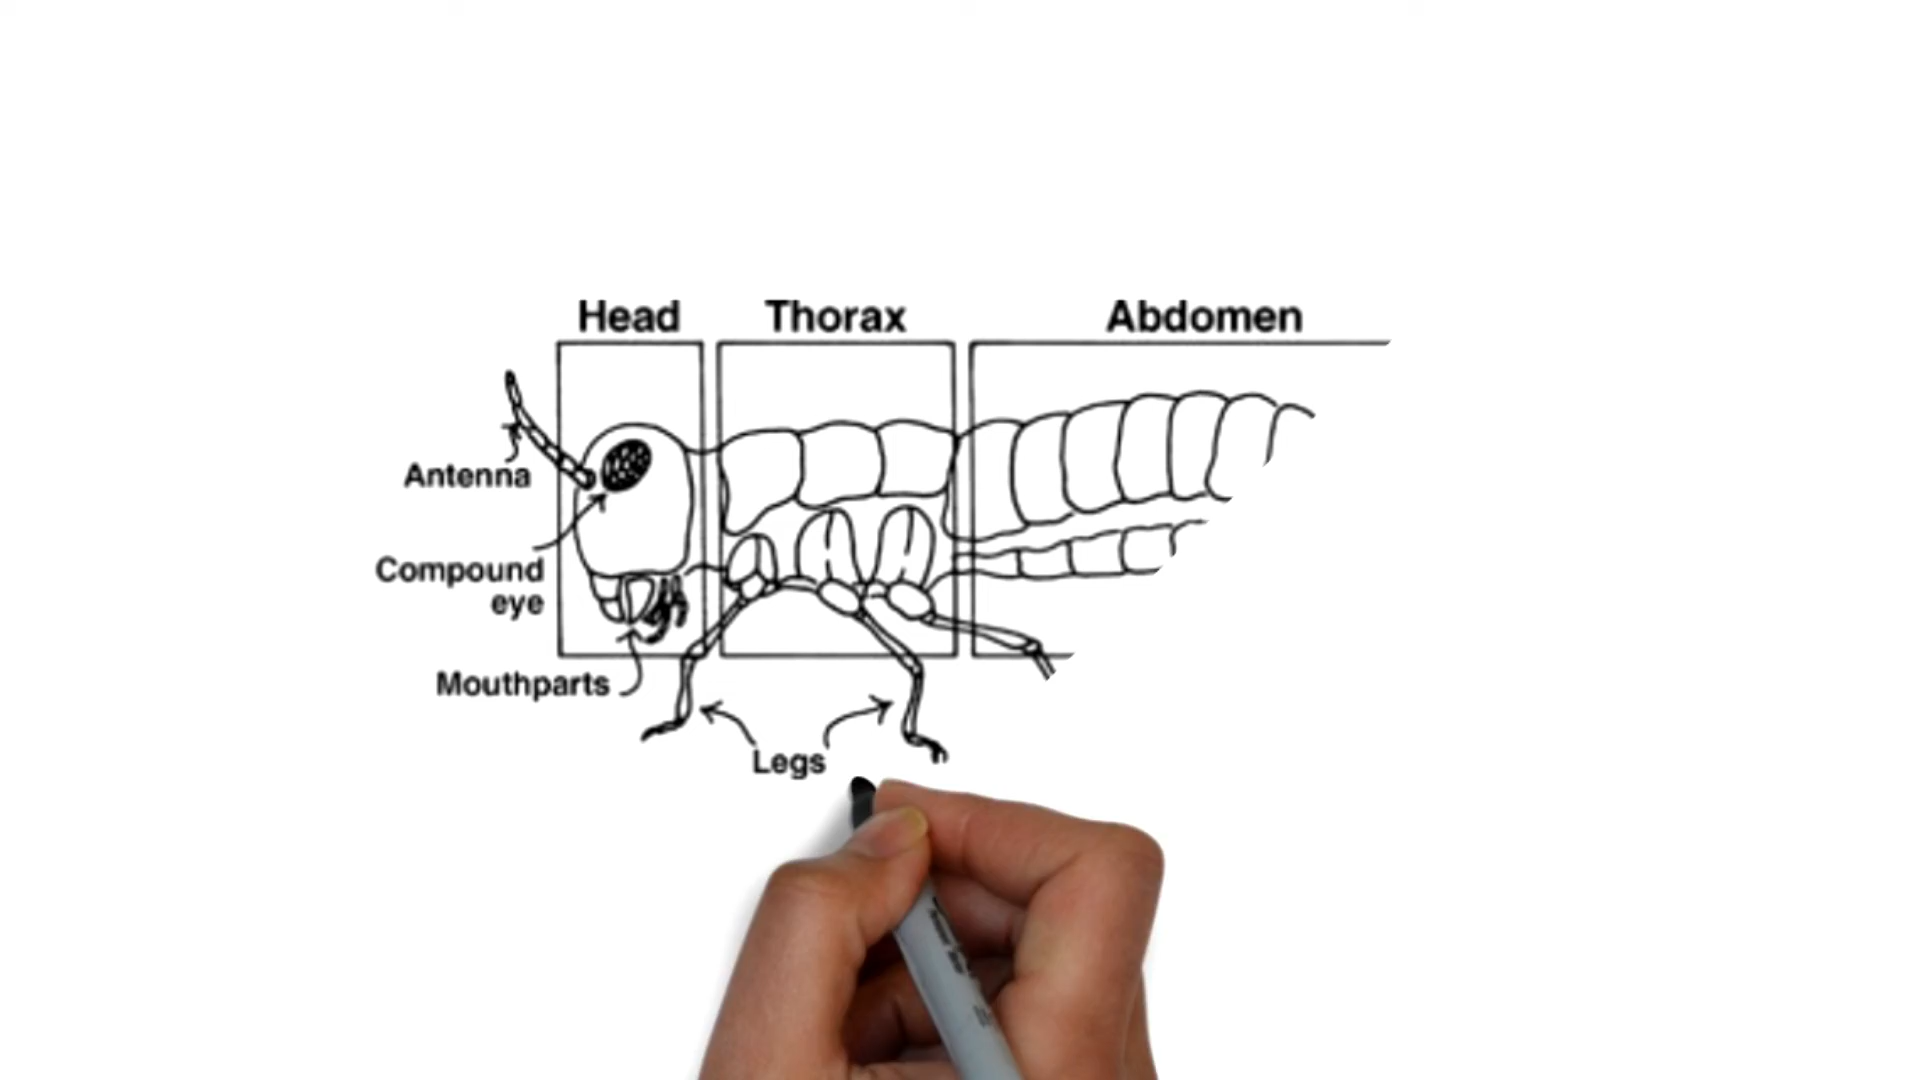 Head
Thorax
Abdomen
Antenna
Compound
eye
Mouthparts
Legs